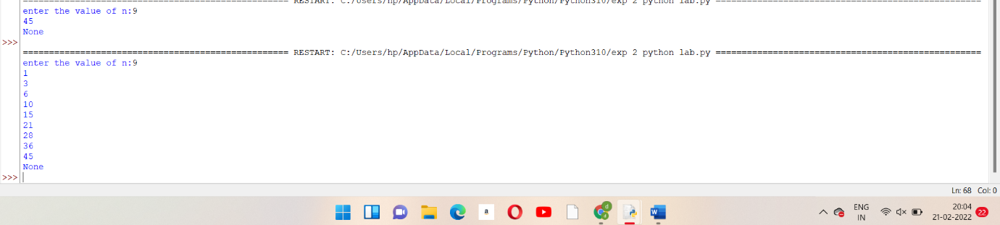 ================================================== RESTART: C:/Users/hp/AppData/Local/Programs/Python/Python310/exp 2 python lab.py ==================================================
enter the value of n:9
45
None
>>>
================================================== RESTART: C:/Users/hp/AppData/Local/Programs/Python/Python310/exp 2 python lab.py ==================================================
enter the value of n:9
1
3
6
10
15
21
28
36
45
None
>>>
Ln: 68 Col: 0
a d d W ENG 20:04
IN 21-02-2022 22